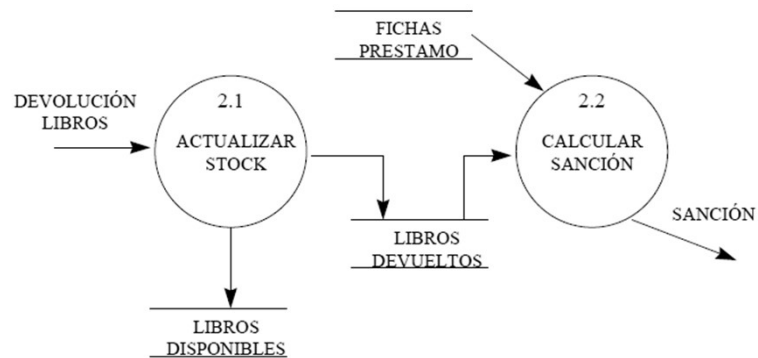 FICHAS
PRESTAMO
DEVOLUCIÓN
LIBROS
2.1
ACTUALIZAR
STOCK
2.2
CALCULAR
SANCIÓN
SANCIÓN
LIBROS
DEVUELTOS
LIBROS
DISPONIBLES